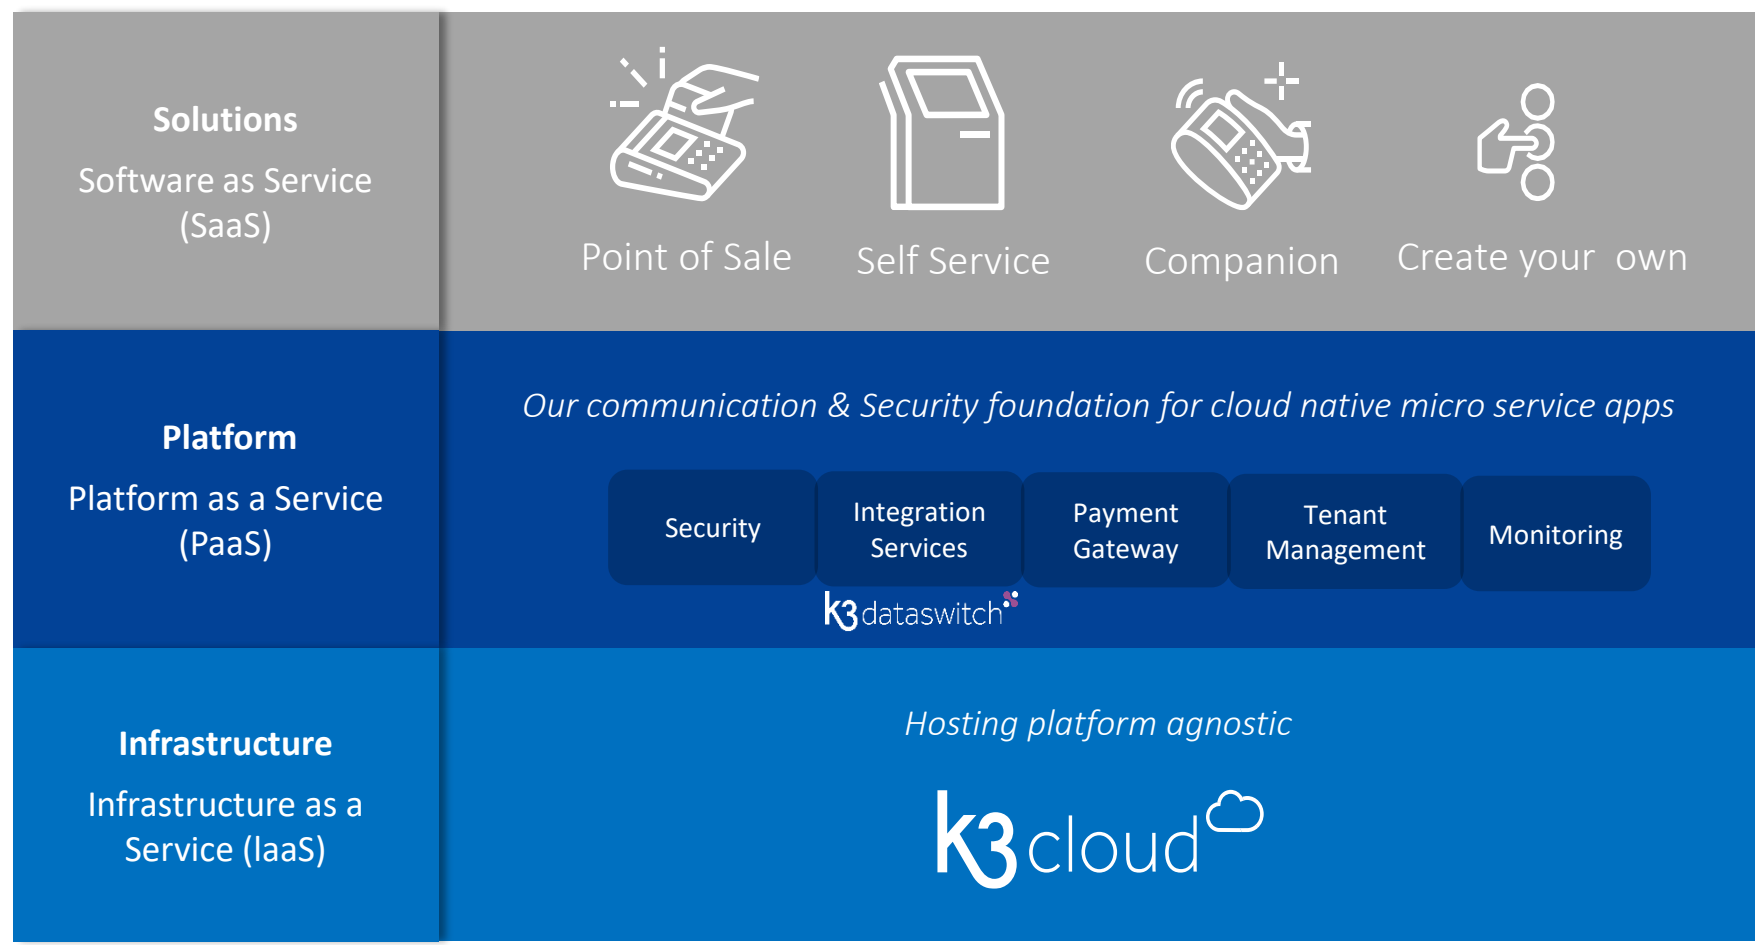 Solutions
Software as Service
(SaaS)
Point of Sale
Self Service
Companion
Create your own
Platform
Platform as a Service
(PaaS)
Our communication & Security foundation for cloud native micro service apps
Security
Integration
Services
Payment
Gateway
Tenant
Management
Monitoring
k3 dataswitch
Infrastructure
Infrastructure as a
Service (IaaS)
Hosting platform agnostic
k3 cloud